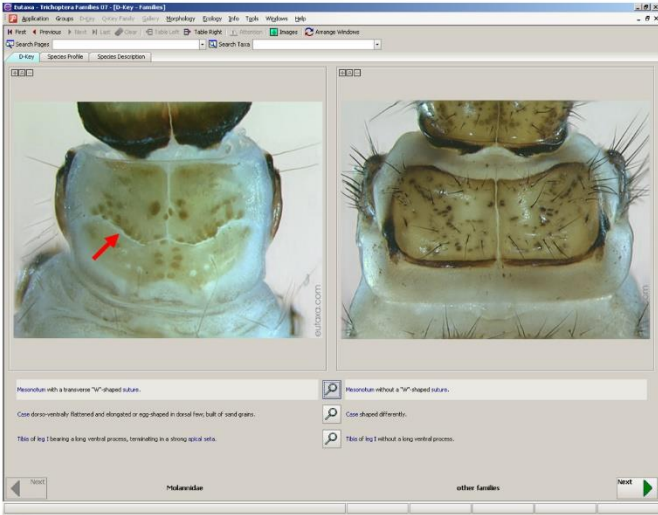 Eutaxa - Trichoptera Families 07 - [D-Key - Families]
Application Groups D-Key Gallery Morphology Ecology Info Tools Windows Help
First Previous Next Last Clear Table Left Table Right Attention Images Arrange Windows
Search Pages Search Taxa
D-Key Species Profile Species Description
eutaxa.com
Mesonotum with a transverse "W"-shaped suture. Mesonotum without a "W"-shaped suture.
Case dorso-ventrally flattened and elongated or egg-shaped in dorsal few, built of sand grains. Case shaped differently.
Tibia of leg I bearing a long ventral process, terminating in a strong apical seta. Tibia of leg I without a long ventral process.
Next Molannidae other families Next